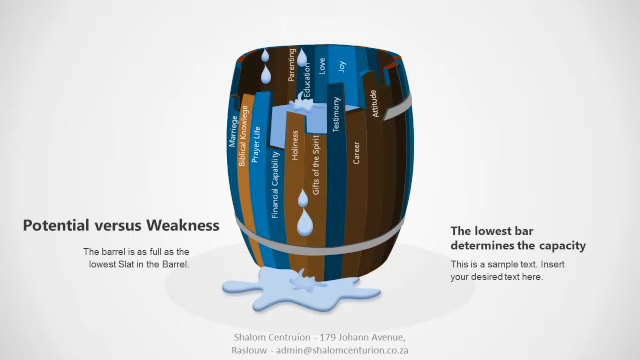 Parenting
Education
Love
Joy
Marriege
Biblical Knowlege
Prayer Life
Financial Capability
Holiness
Gifts of the Spirit
Testimony
Career
Attitude
Potential versus Weakness
The barrel is as full as the
lowest Slat in the Barrel.
The lowest bar
determines the capacity
This is a sample text. Insert
your desired text here.
Shalom Centruion - 179 Johann Avenue,
Raslouw - admin@shalomcenturion.co.za